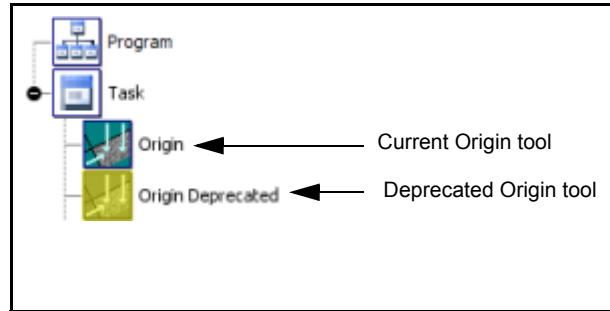 Program
Task
Origin
Current Origin tool
Origin Deprecated
Deprecated Origin tool